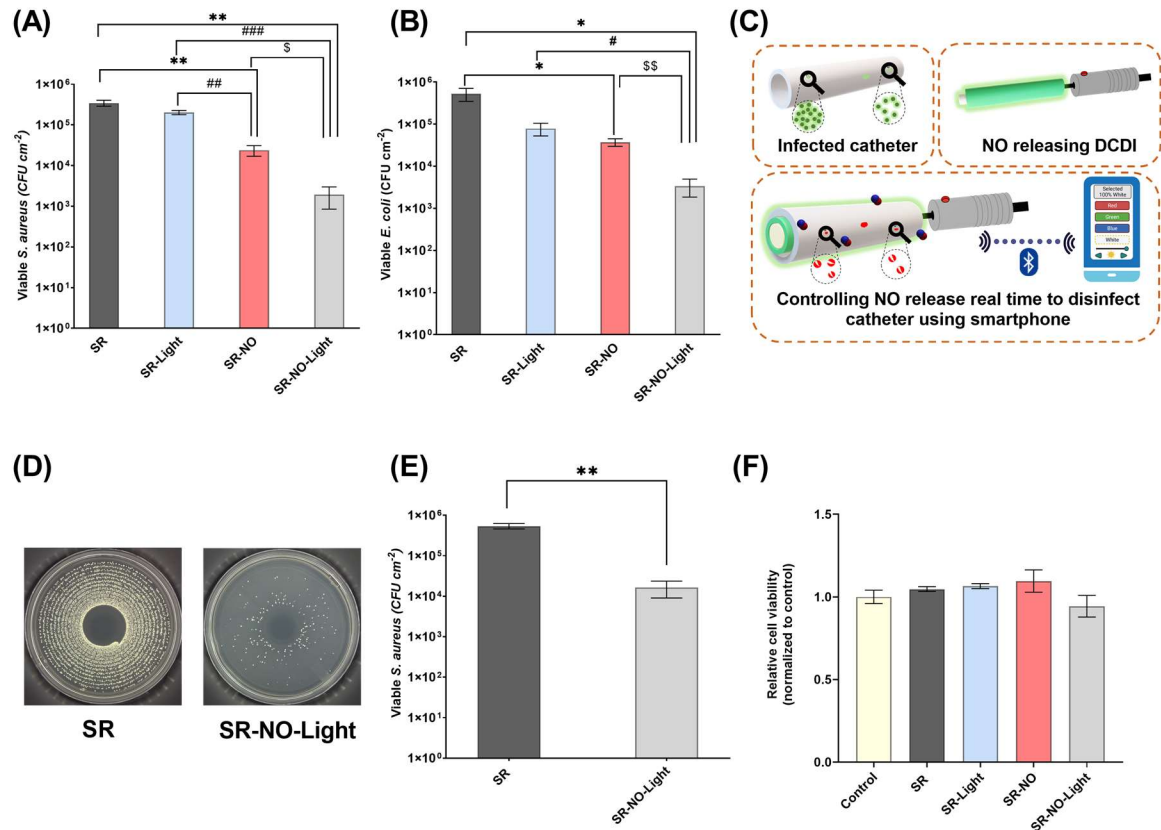 (A)
**
###
$
**
##
Viable S. aureus (CFU cm⁻²)
1×10⁶
1×10⁵
1×10⁴
1×10³
1×10²
1×10¹
1×10⁰
SR
SR-Light
SR-NO
SR-NO-Light
(B)
*
#
*
$$
Viable E. coli (CFU cm⁻²)
1×10⁶
1×10⁵
1×10⁴
1×10³
1×10²
1×10¹
1×10⁰
SR
SR-Light
SR-NO
SR-NO-Light
(C)
Infected catheter
NO releasing DCDI
Selected
100% White
Red
Green
Blue
White
Controlling NO release real time to disinfect
catheter using smartphone
(D)
SR
SR-NO-Light
(E)
**
Viable S. aureus (CFU cm⁻²)
1×10⁶
1×10⁵
1×10⁴
1×10³
1×10²
1×10¹
1×10⁰
SR
SR-NO-Light
(F)
Relative cell viability
(normalized to control)
1.5
1.0
0.5
0.0
Control
SR
SR-Light
SR-NO
SR-NO-Light